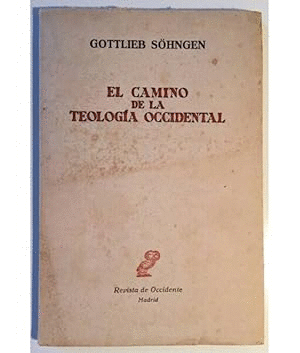 GOTTLIEB SÖHNGEN
EL CAMINO
DE LA
TEOLOGÍA OCCIDENTAL
Revista de Occidente
Madrid